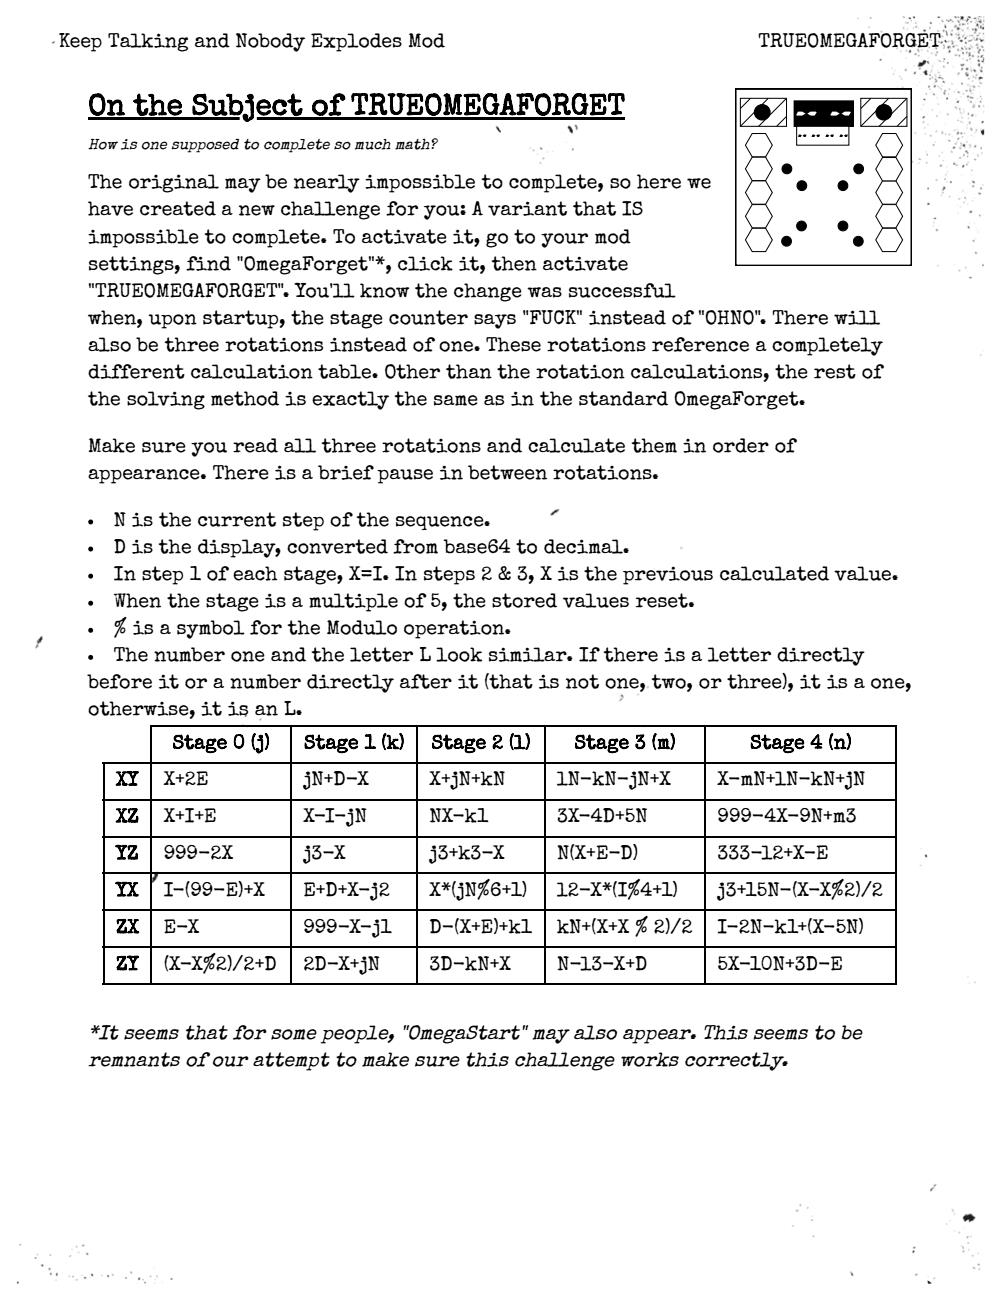 Keep Talking and Nobody Explodes Mod TRUEOMEGAFORGET
On the Subject of TRUEOMEGAFORGET
How is one supposed to complete so much math?
The original may be nearly impossible to complete, so here we
have created a new challenge for you: A variant that IS
impossible to complete. To activate it, go to your mod
settings, find "OmegaForget"*, click it, then activate
"TRUEOMEGAFORGET". You'll know the change was successful
when, upon startup, the stage counter says "FUCK" instead of "OHNO". There will
also be three rotations instead of one. These rotations reference a completely
different calculation table. Other than the rotation calculations, the rest of
the solving method is exactly the same as in the standard OmegaForget.
Make sure you read all three rotations and calculate them in order of
appearance. There is a brief pause in between rotations.
• N is the current step of the sequence.
• D is the display, converted from base64 to decimal.
• In step 1 of each stage, X=I. In steps 2 & 3, X is the previous calculated value.
• When the stage is a multiple of 5, the stored values reset.
• % is a symbol for the Modulo operation.
• The number one and the letter L look similar. If there is a letter directly
before it or a number directly after it (that is not one, two, or three), it is a one,
otherwise, it is an L.
Stage 0 (j) Stage 1 (k) Stage 2 (l) Stage 3 (m) Stage 4 (n)
XY X+2E jN+D-X X+jN+kN lN-kN-jN+X X-mN+lN-kN+jN
XZ X+I+E X-I-jN NX-k1 3X-4D+5N 999-4X-9N+m3
YZ 999-2X j3-X j3+k3-X N(X+E-D) 333-l2+X-E
YX I-(99-E)+X E+D+X-j2 X*(jN%6+1) l2-X*(I%4+1) j3+15N-(X-X%2)/2
ZX E-X 999-X-j1 D-(X+E)+k1 kN+(X+X % 2)/2 I-2N-k1+(X-5N)
ZY (X-X%2)/2+D 2D-X+jN 3D-kN+X N-l3-X+D 5X-10N+3D-E
*It seems that for some people, "OmegaStart" may also appear. This seems to be
remnants of our attempt to make sure this challenge works correctly.